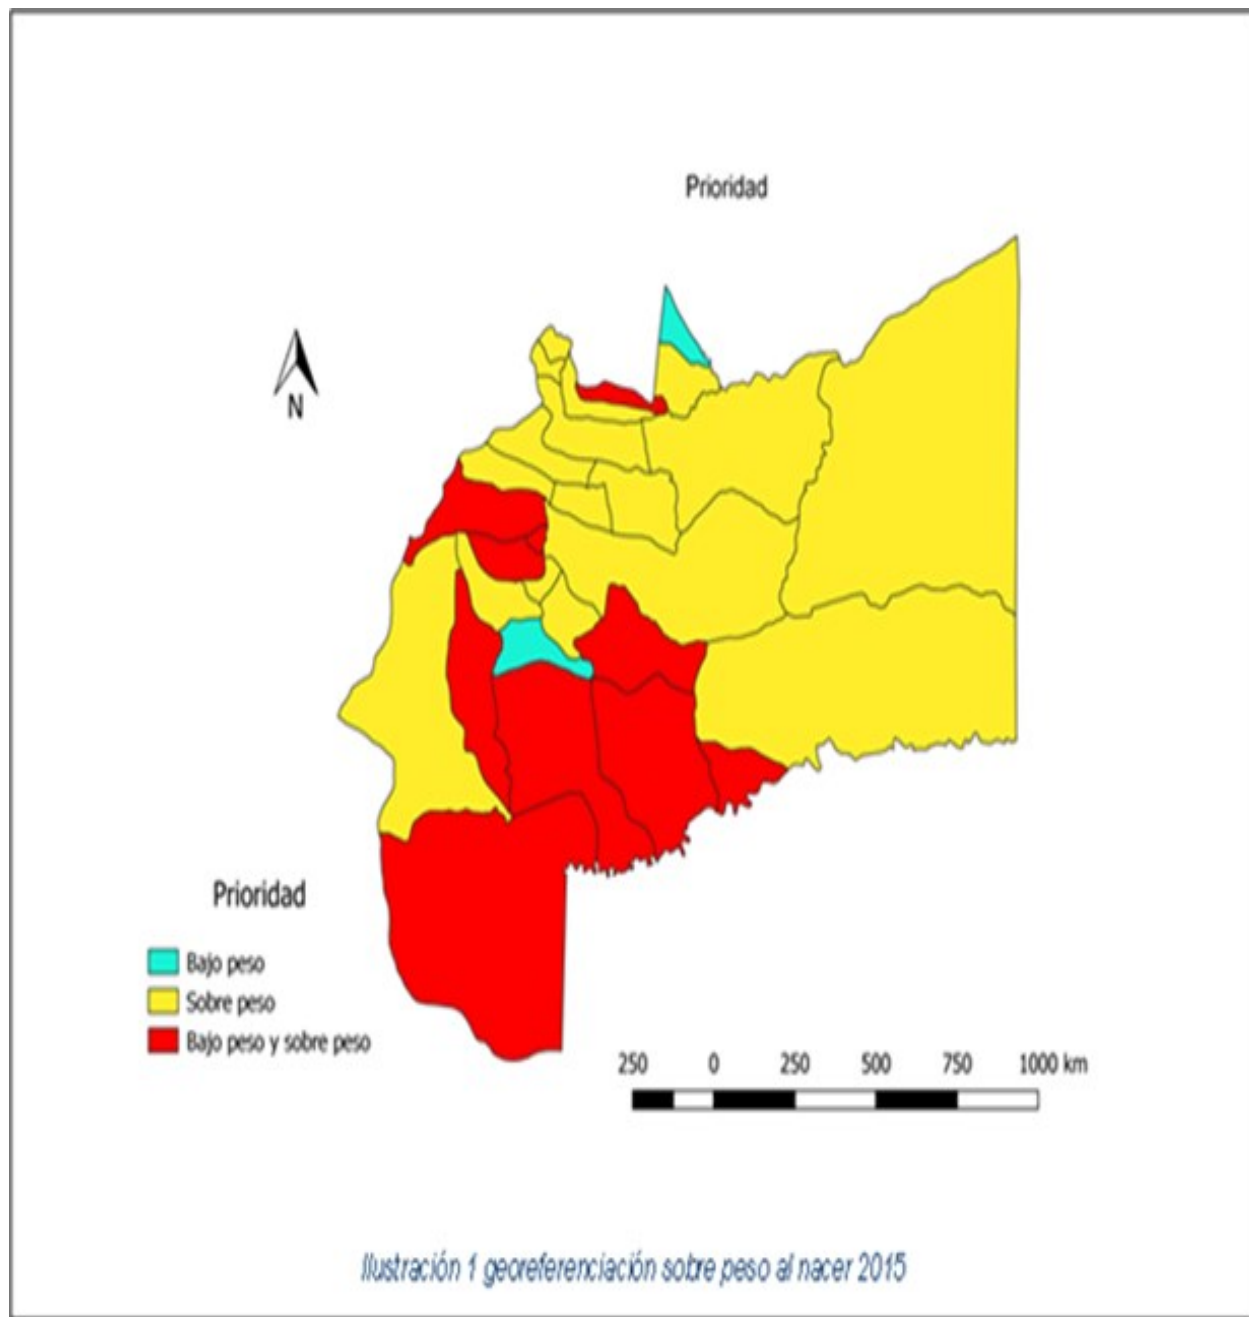 Prioridad
N
Prioridad
Bajo peso
Sobre peso
Bajo peso y sobre peso
250 0 250 500 750 1000 km
Ilustración 1 georeferenciación sobre peso al nacer 2015